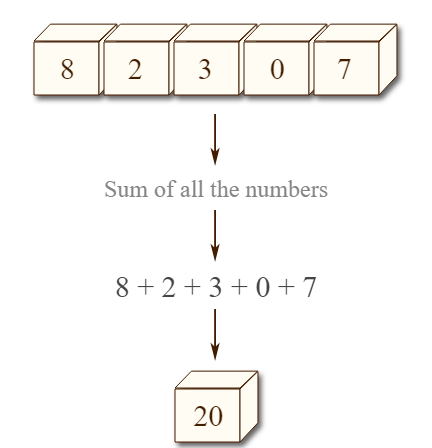 8 2 3 0 7
Sum of all the numbers
8 + 2 + 3 + 0 + 7
20